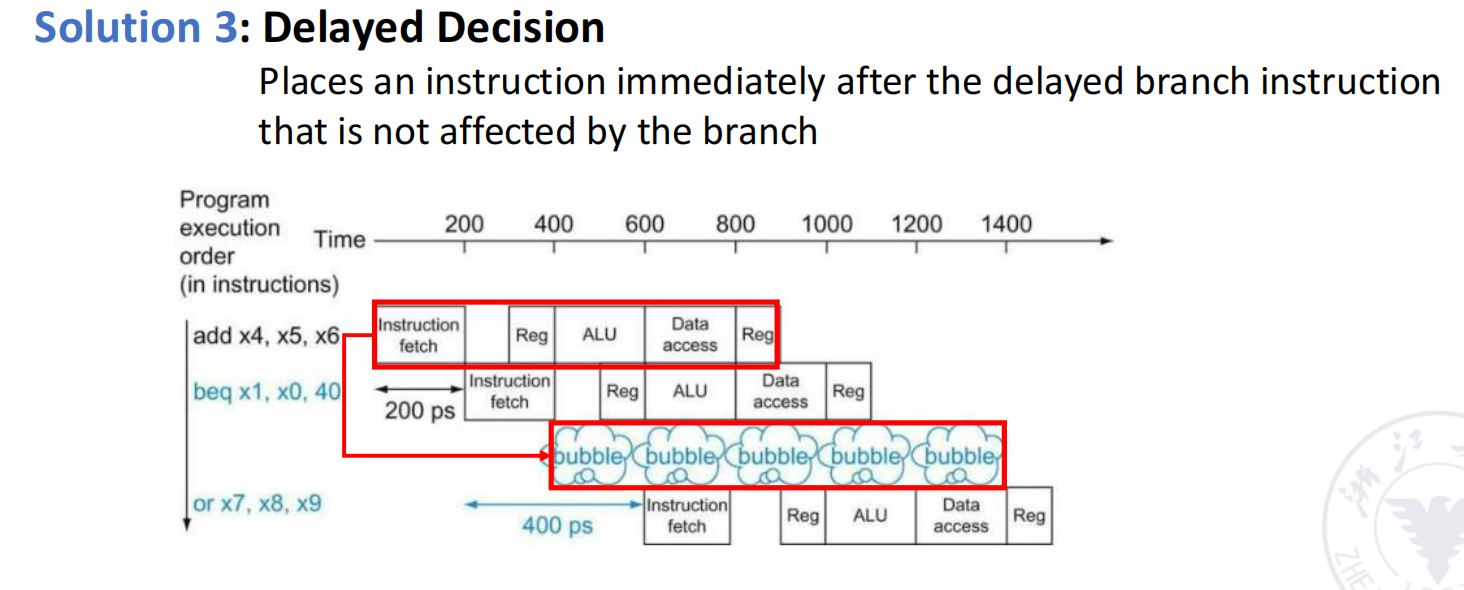 Solution 3: Delayed Decision
Places an instruction immediately after the delayed branch instruction
that is not affected by the branch
Program
execution
order
(in instructions)
Time
200 400 600 800 1000 1200 1400
add x4, x5, x6
Instruction
fetch
Reg
ALU
Data
access
Reg
beq x1, x0, 40
200 ps
Instruction
fetch
Reg
ALU
Data
access
Reg
bubble bubble bubble bubble bubble
or x7, x8, x9
400 ps
Instruction
fetch
Reg
ALU
Data
access
Reg